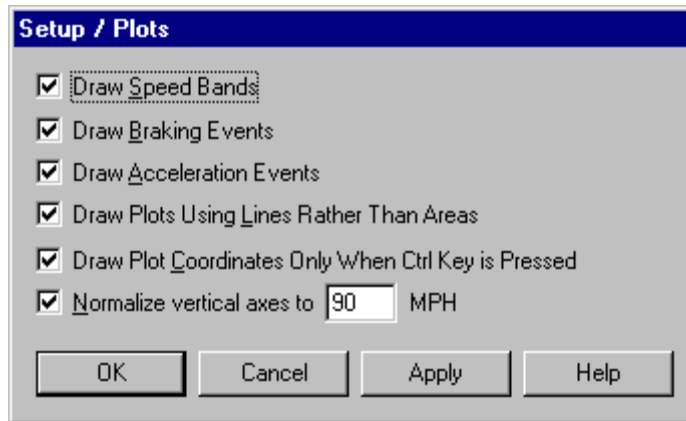 Setup / Plots
Draw Speed Bands
Draw Braking Events
Draw Acceleration Events
Draw Plots Using Lines Rather Than Areas
Draw Plot Coordinates Only When Ctrl Key is Pressed
Normalize vertical axes to 90 MPH
OK Cancel Apply Help